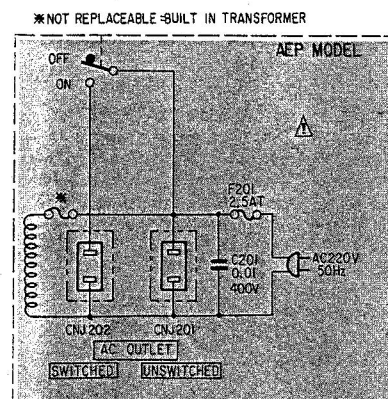 ※NOT REPLACEABLE=BUILT IN TRANSFORMER
AEP MODEL
OFF
ON
※
F201
2.5AT
C201
0.01
400V
AC220V
50Hz
CNJ202
CNJ201
AC OUTLET
SWITCHED
UNSWITCHED